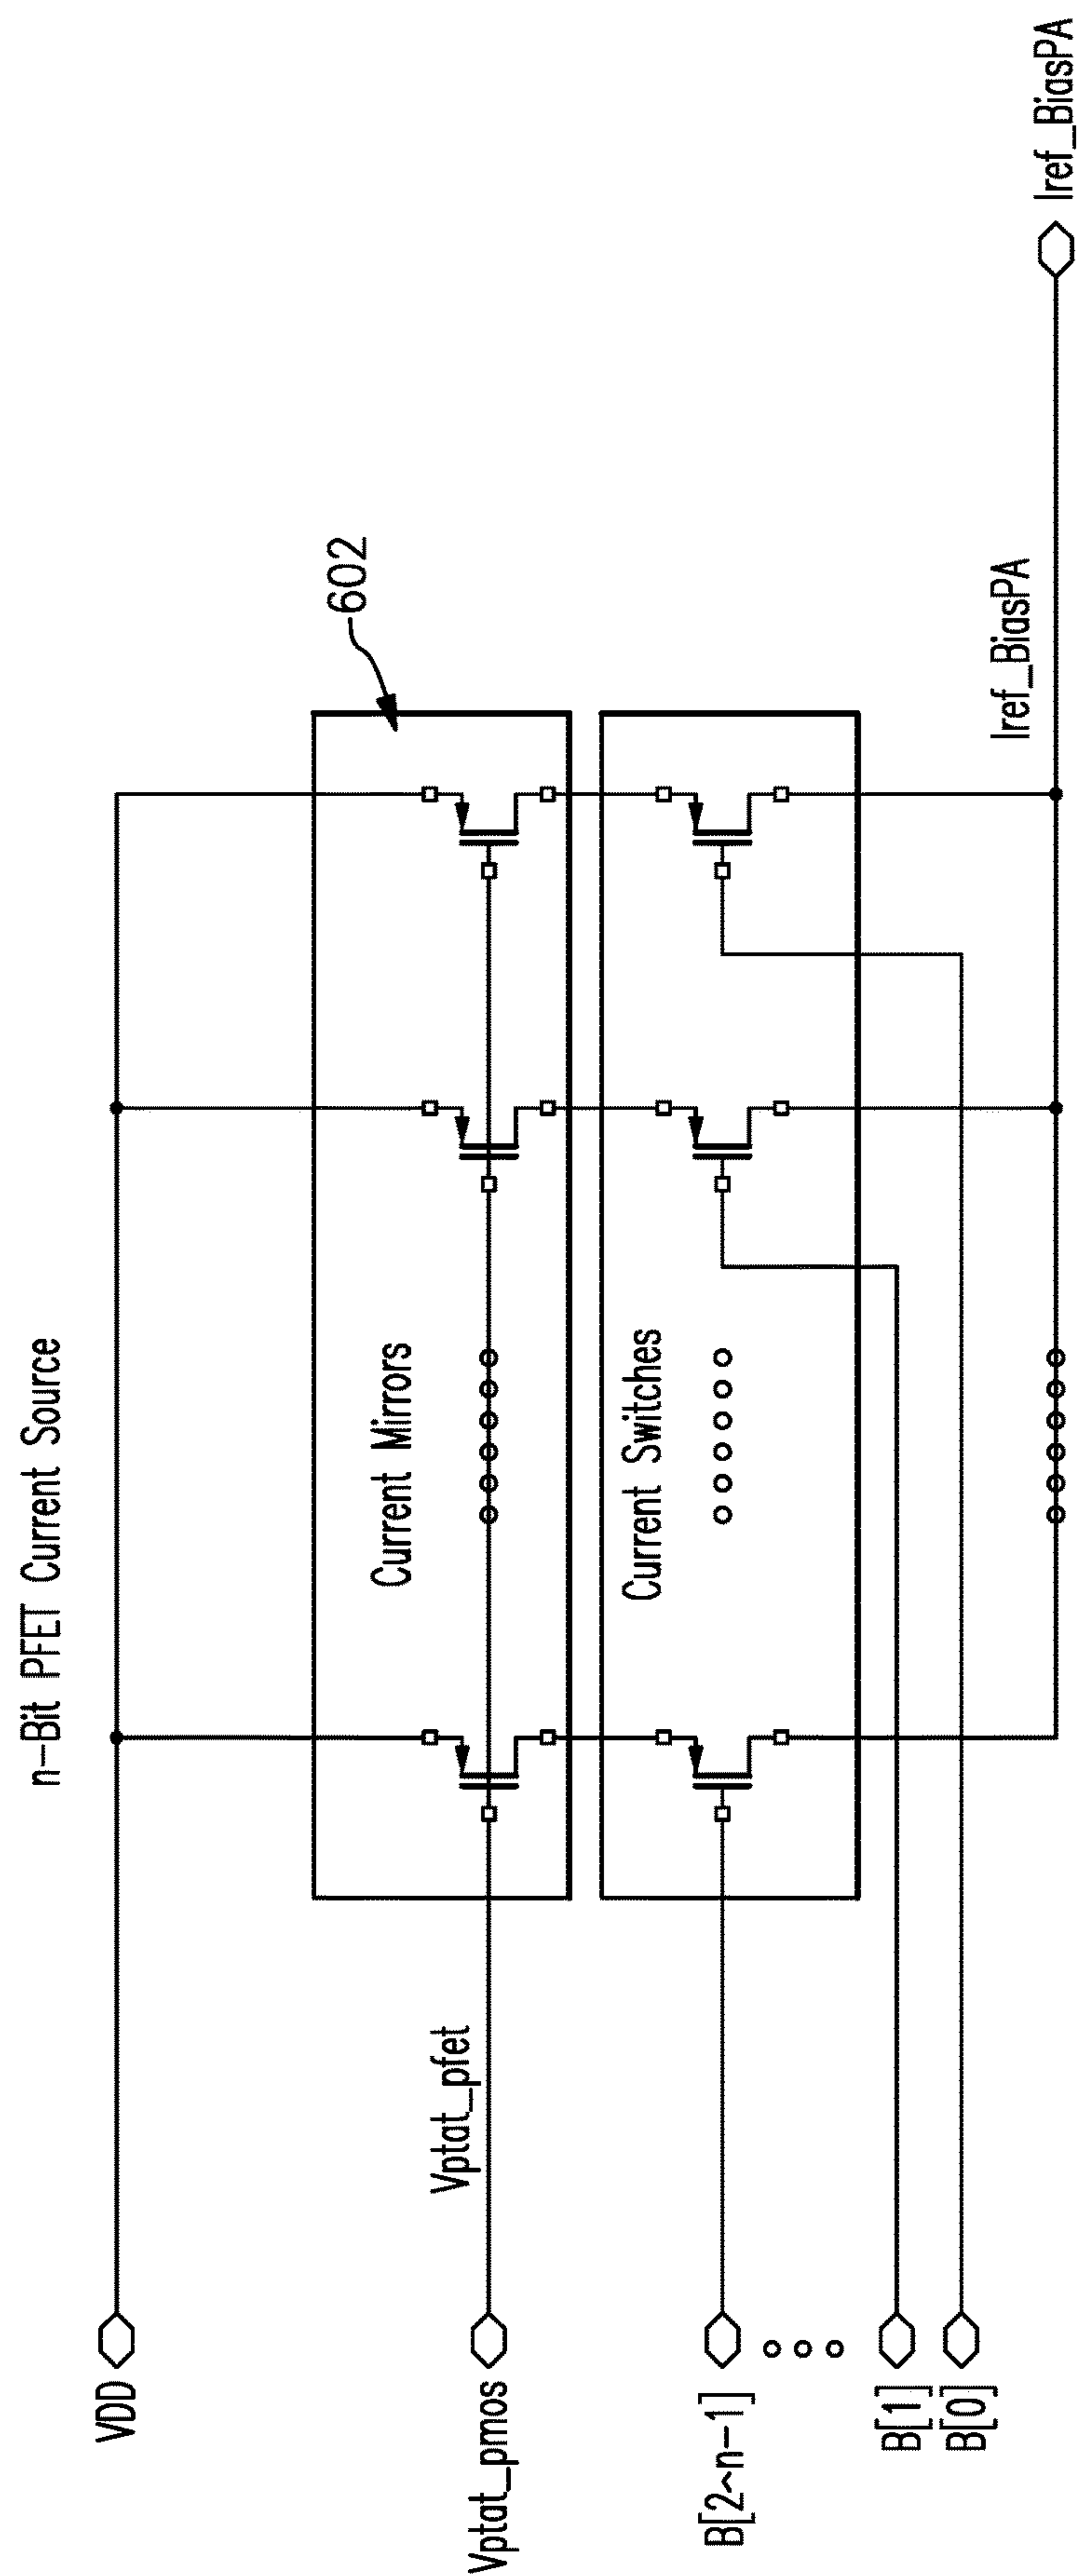 n-Bit PFET Current Source
VDD
602
Current Mirrors
Vptat_pfet
Vptat_pmos
Current Switches
B[2^n-1]
B[1]
B[0]
Iref_BiasPA
Iref_BiasPA